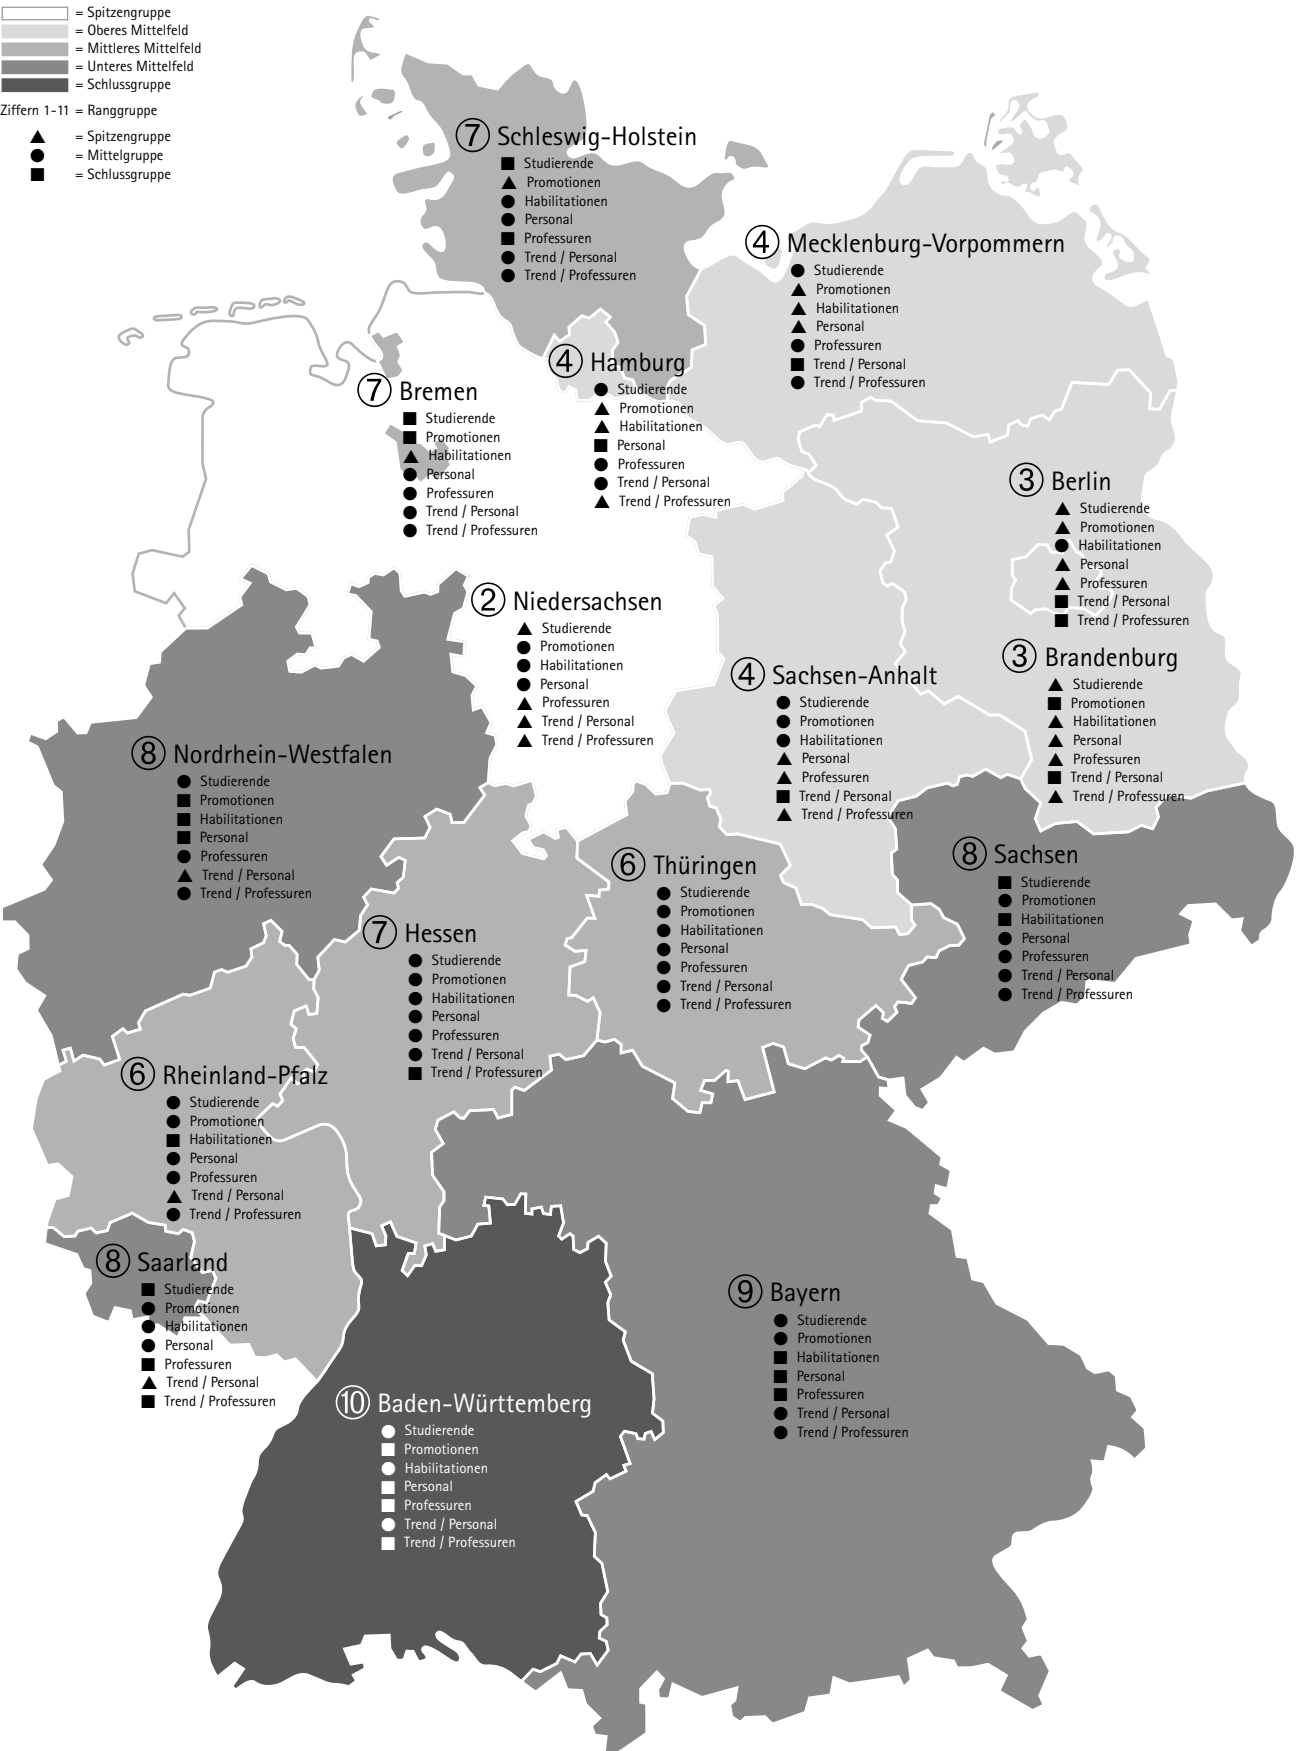 = Spitzengruppe
= Oberes Mittelfeld
= Mittleres Mittelfeld
= Unteres Mittelfeld
= Schlussgruppe
Ziffern 1-11 = Ranggruppe
= Spitzengruppe
= Mittelgruppe
= Schlussgruppe
7 Schleswig-Holstein
Studierende
Promotionen
Habilitationen
Personal
Professuren
Trend / Personal
Trend / Professuren
4 Mecklenburg-Vorpommern
Studierende
Promotionen
Habilitationen
Personal
Professuren
Trend / Personal
Trend / Professuren
4 Hamburg
Studierende
Promotionen
Habilitationen
Personal
Professuren
Trend / Personal
Trend / Professuren
7 Bremen
Studierende
Promotionen
Habilitationen
Personal
Professuren
Trend / Personal
Trend / Professuren
3 Berlin
Studierende
Promotionen
Habilitationen
Personal
Professuren
Trend / Personal
Trend / Professuren
2 Niedersachsen
Studierende
Promotionen
Habilitationen
Personal
Professuren
Trend / Personal
Trend / Professuren
3 Brandenburg
Studierende
Promotionen
Habilitationen
Personal
Professuren
Trend / Personal
Trend / Professuren
4 Sachsen-Anhalt
Studierende
Promotionen
Habilitationen
Personal
Professuren
Trend / Personal
Trend / Professuren
8 Nordrhein-Westfalen
Studierende
Promotionen
Habilitationen
Personal
Professuren
Trend / Personal
Trend / Professuren
8 Sachsen
Studierende
Promotionen
Habilitationen
Personal
Professuren
Trend / Personal
Trend / Professuren
6 Thüringen
Studierende
Promotionen
Habilitationen
Personal
Professuren
Trend / Personal
Trend / Professuren
7 Hessen
Studierende
Promotionen
Habilitationen
Personal
Professuren
Trend / Personal
Trend / Professuren
6 Rheinland-Pfalz
Studierende
Promotionen
Habilitationen
Personal
Professuren
Trend / Personal
Trend / Professuren
8 Saarland
Studierende
Promotionen
Habilitationen
Personal
Professuren
Trend / Personal
Trend / Professuren
9 Bayern
Studierende
Promotionen
Habilitationen
Personal
Professuren
Trend / Personal
Trend / Professuren
10 Baden-Württemberg
Studierende
Promotionen
Habilitationen
Personal
Professuren
Trend / Personal
Trend / Professuren